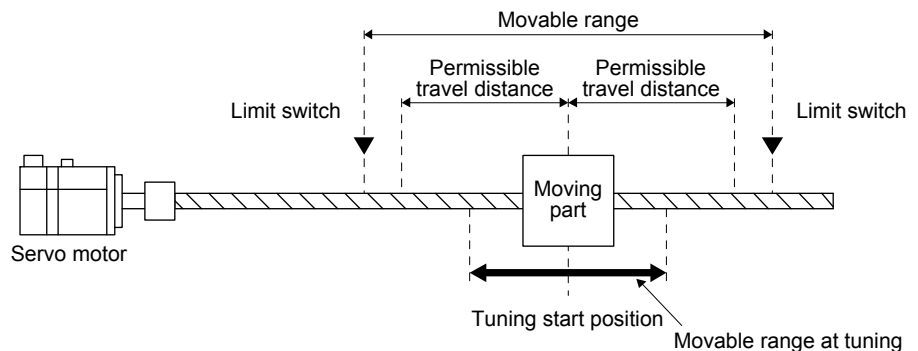 Movable range
Permissible
travel distance
Permissible
travel distance
Limit switch
Limit switch
Moving
part
Servo motor
Tuning start position
Movable range at tuning